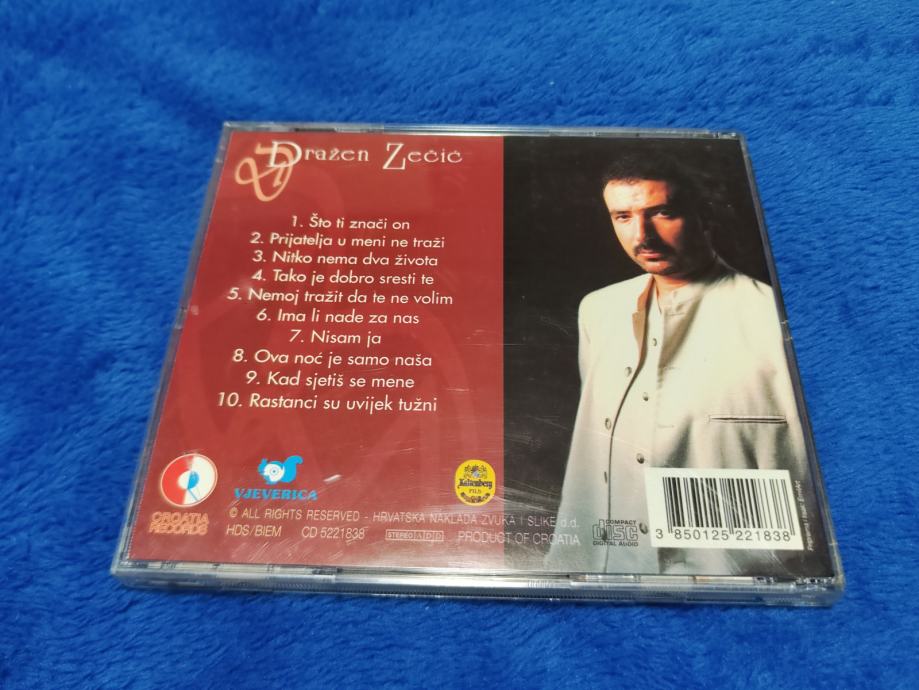 Dražen Zečić
1. Što ti znači on
2. Prijatelja u meni ne traži
3. Nitko nema dva života
4. Tako je dobro sresti te
5. Nemoj tražit da te ne volim
6. Ima li nade za nas
7. Nisam ja
8. Ova noć je samo naša
9. Kad sjetiš se mene
10. Rastanci su uvijek tužni
CROATIA
RECORDS
VJEVERICA
Kaltenberg
PILS
© ALL RIGHTS RESERVED - HRVATSKA NAKLADA ZVUKA I SLIKE d.d.
HDS/BIEM CD 5221838 STEREO ADD PRODUCT OF CROATIA
COMPACT
disc
DIGITAL AUDIO
3 850125 221838